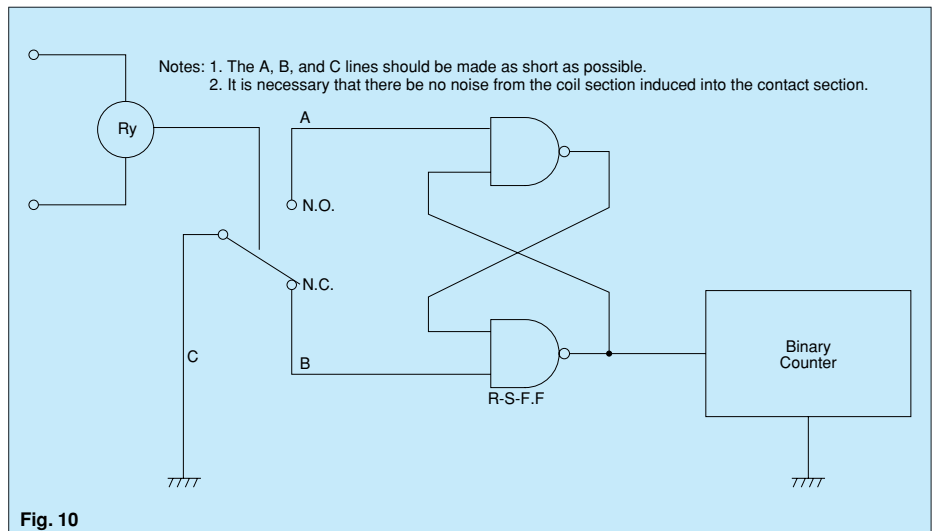 Notes: 1. The A, B, and C lines should be made as short as possible.
2. It is necessary that there be no noise from the coil section induced into the contact section.
A
Ry
N.O.
N.C.
C
B
R-S-F.F
Binary
Counter
Fig. 10